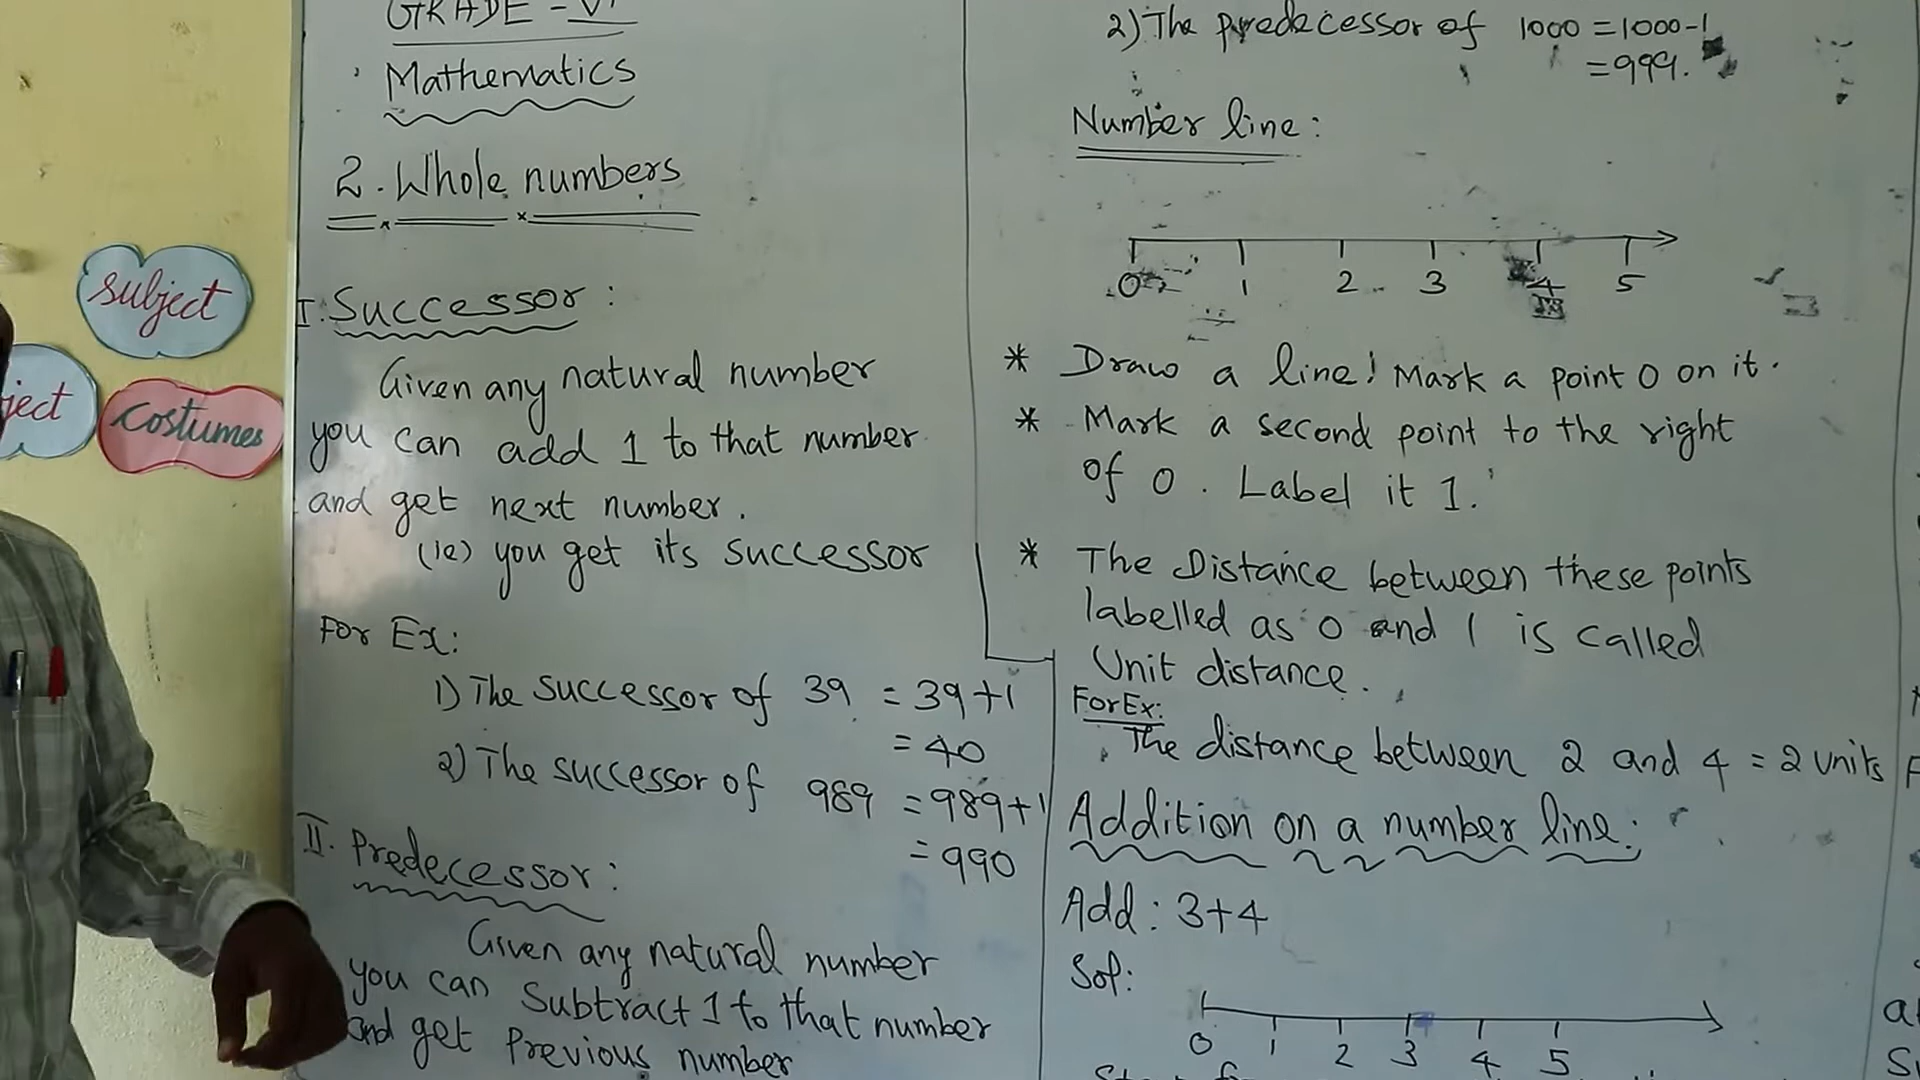 GRADE - VI
Mathematics
2. Whole numbers
I. Successor :
Given any natural number
you can add 1 to that number
and get next number.
(ie) you get its successor
For Ex:
1) The successor of 39 = 39+1
= 40
2) The successor of 989 = 989+1
= 990
II. Predecessor :
Given any natural number
you can Subtract 1 to that number
and get Previous number
2) The predecessor of 1000 = 1000-1
= 999.
Number line :
0 1 2 3 4 5
* Draw a line! Mark a point 0 on it.
* Mark a second point to the right
of 0. Label it 1.
* The Distance between these points
labelled as 0 and 1 is called
Unit distance.
For Ex:
The distance between 2 and 4 = 2 units
Addition on a number line:
Add : 3+4
Sol:
0 1 2 3 4 5
subject
ject
costumes